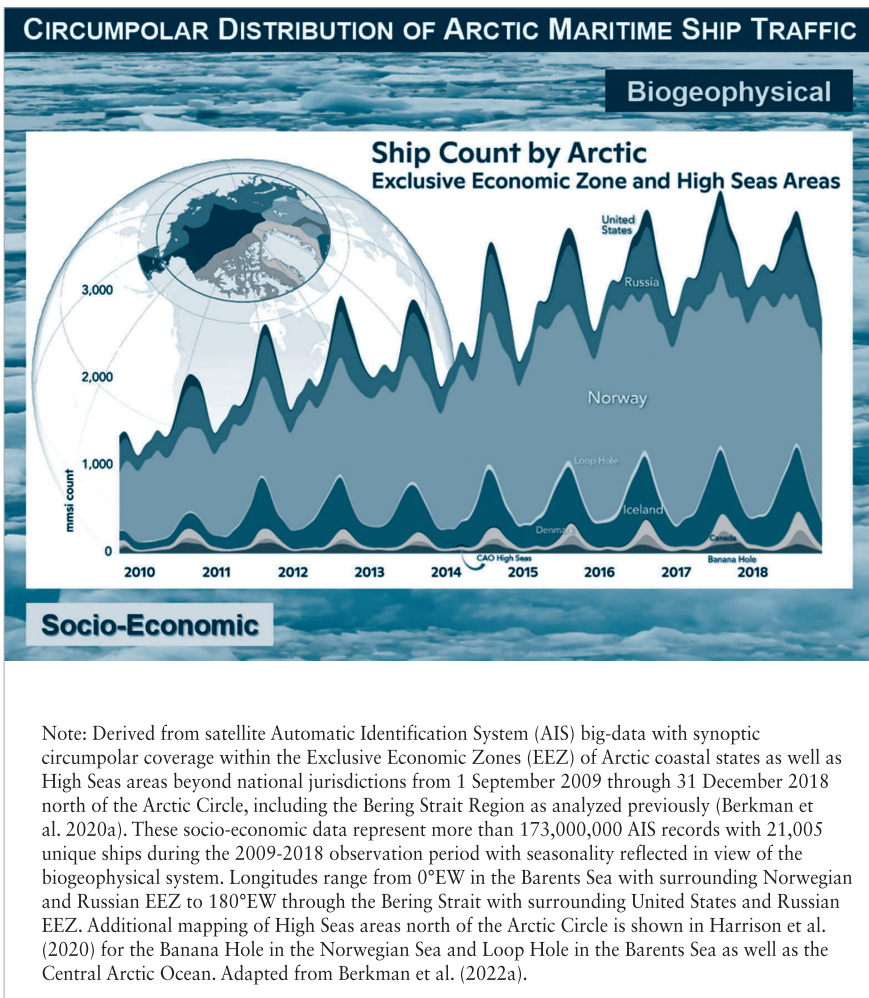 CIRCUMPOLAR DISTRIBUTION OF ARCTIC MARITIME SHIP TRAFFIC
Biogeophysical
Ship Count by Arctic
Exclusive Economic Zone and High Seas Areas
United
States
Russia
3,000
2,000
Norway
1,000
Loop Hole
mmsi count
Iceland
Denmark
Canada
0
CAO High Seas
Banana Hole
2010 2011 2012 2013 2014 2015 2016 2017 2018
Socio-Economic
Note: Derived from satellite Automatic Identification System (AIS) big-data with synoptic
circumpolar coverage within the Exclusive Economic Zones (EEZ) of Arctic coastal states as well as
High Seas areas beyond national jurisdictions from 1 September 2009 through 31 December 2018
north of the Arctic Circle, including the Bering Strait Region as analyzed previously (Berkman et
al. 2020a). These socio-economic data represent more than 173,000,000 AIS records with 21,005
unique ships during the 2009-2018 observation period with seasonality reflected in view of the
biogeophysical system. Longitudes range from 0°EW in the Barents Sea with surrounding Norwegian
and Russian EEZ to 180°EW through the Bering Strait with surrounding United States and Russian
EEZ. Additional mapping of High Seas areas north of the Arctic Circle is shown in Harrison et al.
(2020) for the Banana Hole in the Norwegian Sea and Loop Hole in the Barents Sea as well as the
Central Arctic Ocean. Adapted from Berkman et al. (2022a).